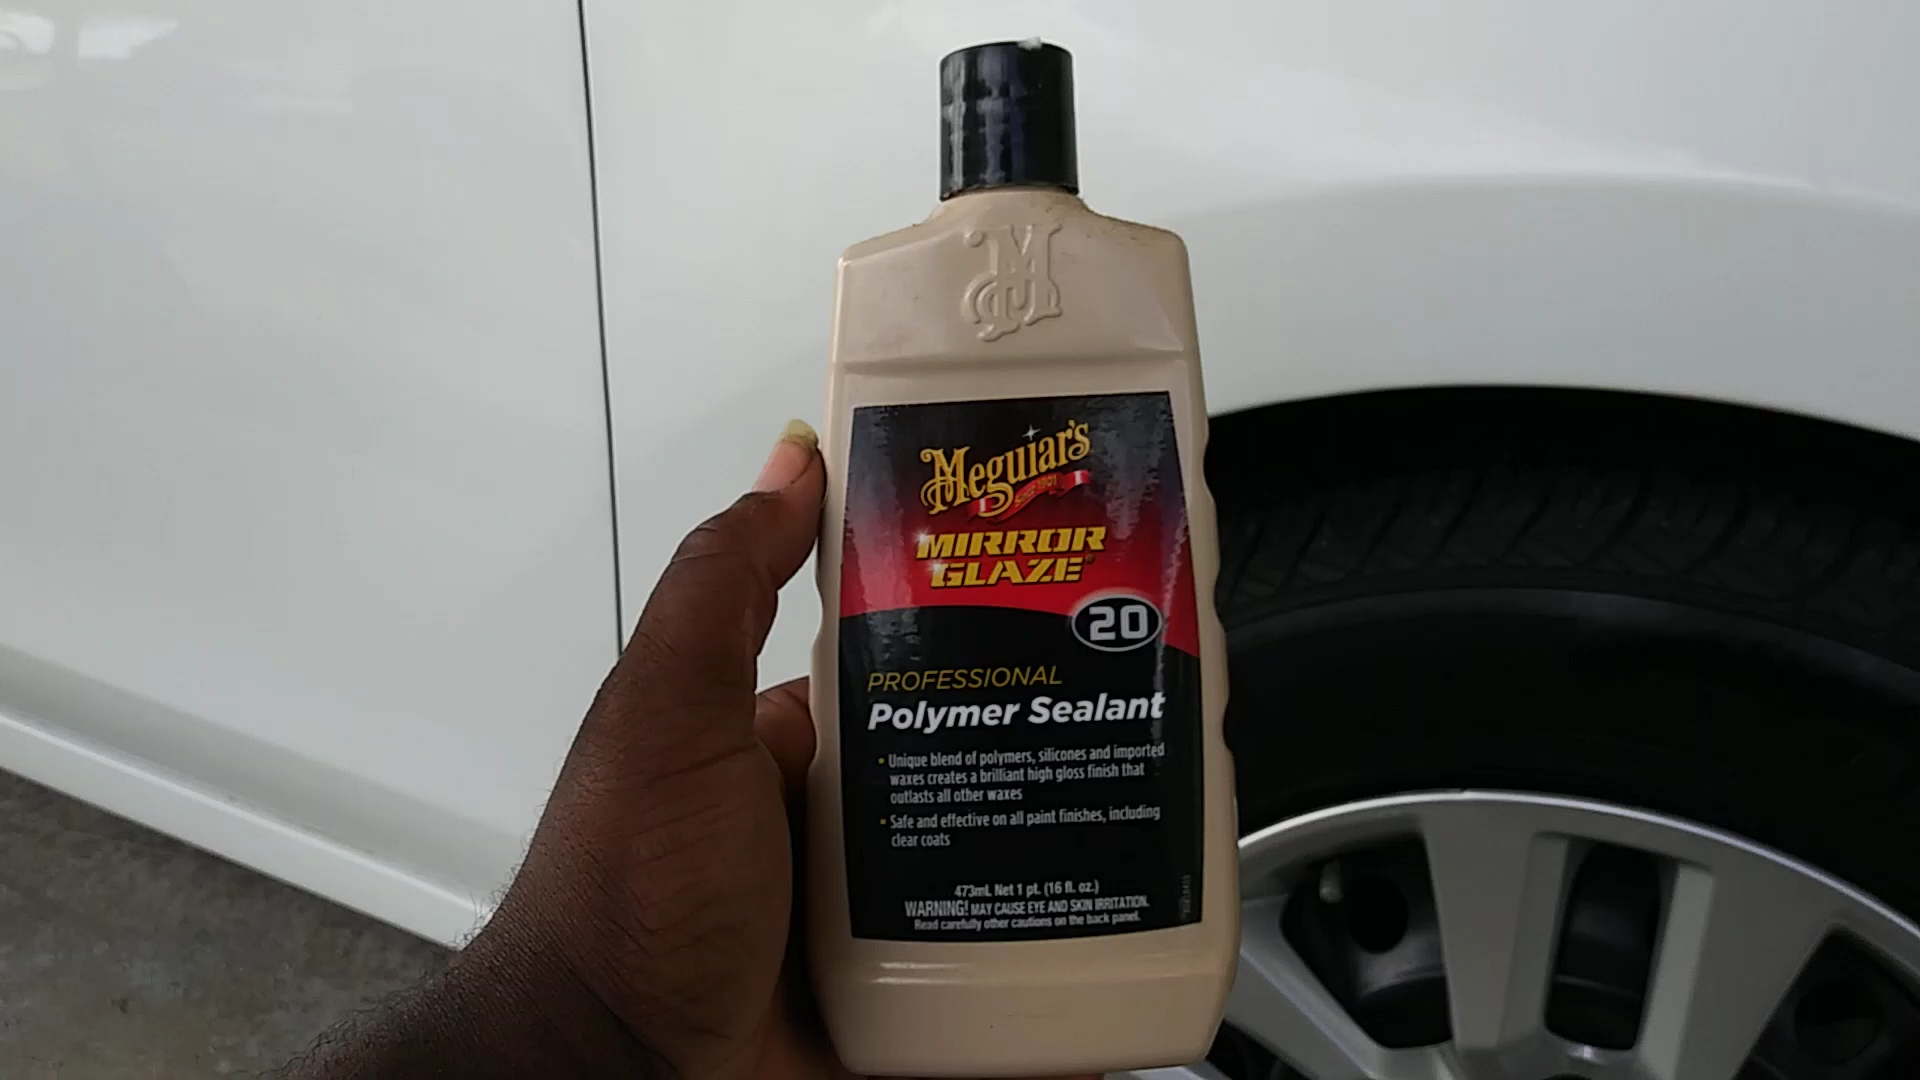 Meguiar's
SINCE 1901
MIRROR
GLAZE®
20
PROFESSIONAL
Polymer Sealant
• Unique blend of polymers, silicones and imported
waxes creates a brilliant high gloss finish that
outlasts all other waxes
• Safe and effective on all paint finishes, including
clear coats
473mL Net 1 pt. (16 fl. oz.)
WARNING! MAY CAUSE EYE AND SKIN IRRITATION.
Read carefully other cautions on the back panel.